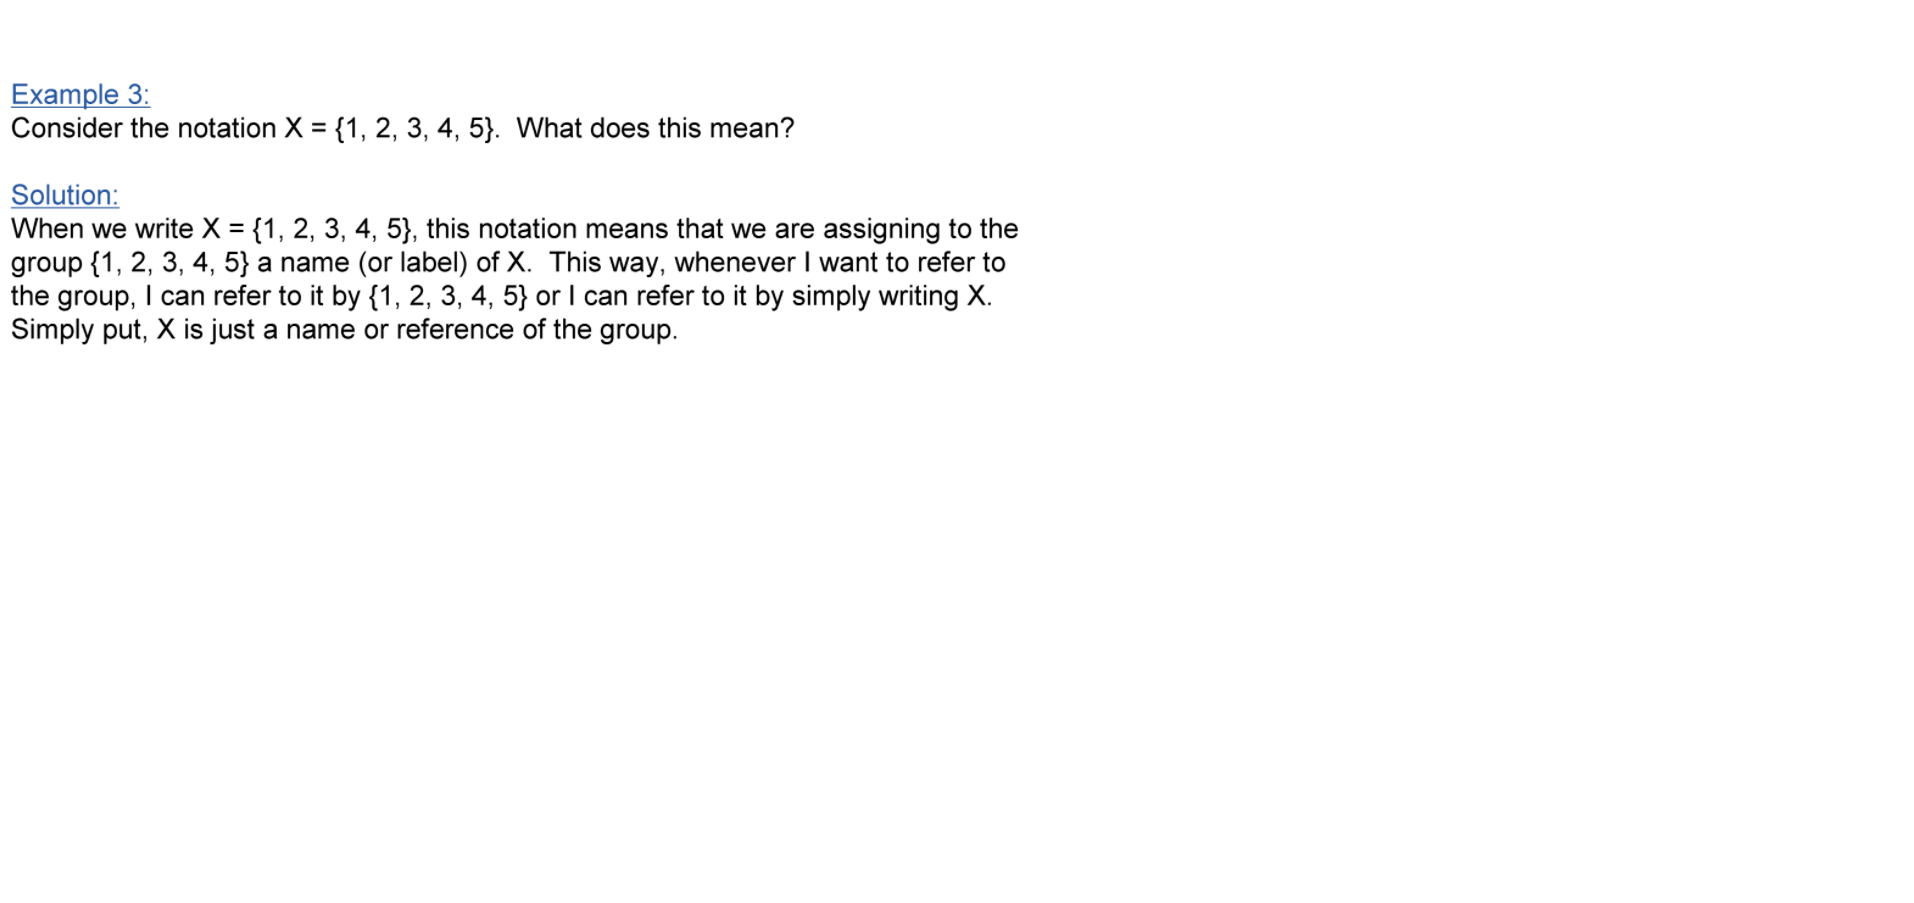 Example 3:
Consider the notation X = {1, 2, 3, 4, 5}.  What does this mean?
Solution:
When we write X = {1, 2, 3, 4, 5}, this notation means that we are assigning to the
group {1, 2, 3, 4, 5} a name (or label) of X.  This way, whenever I want to refer to
the group, I can refer to it by {1, 2, 3, 4, 5} or I can refer to it by simply writing X.
Simply put, X is just a name or reference of the group.